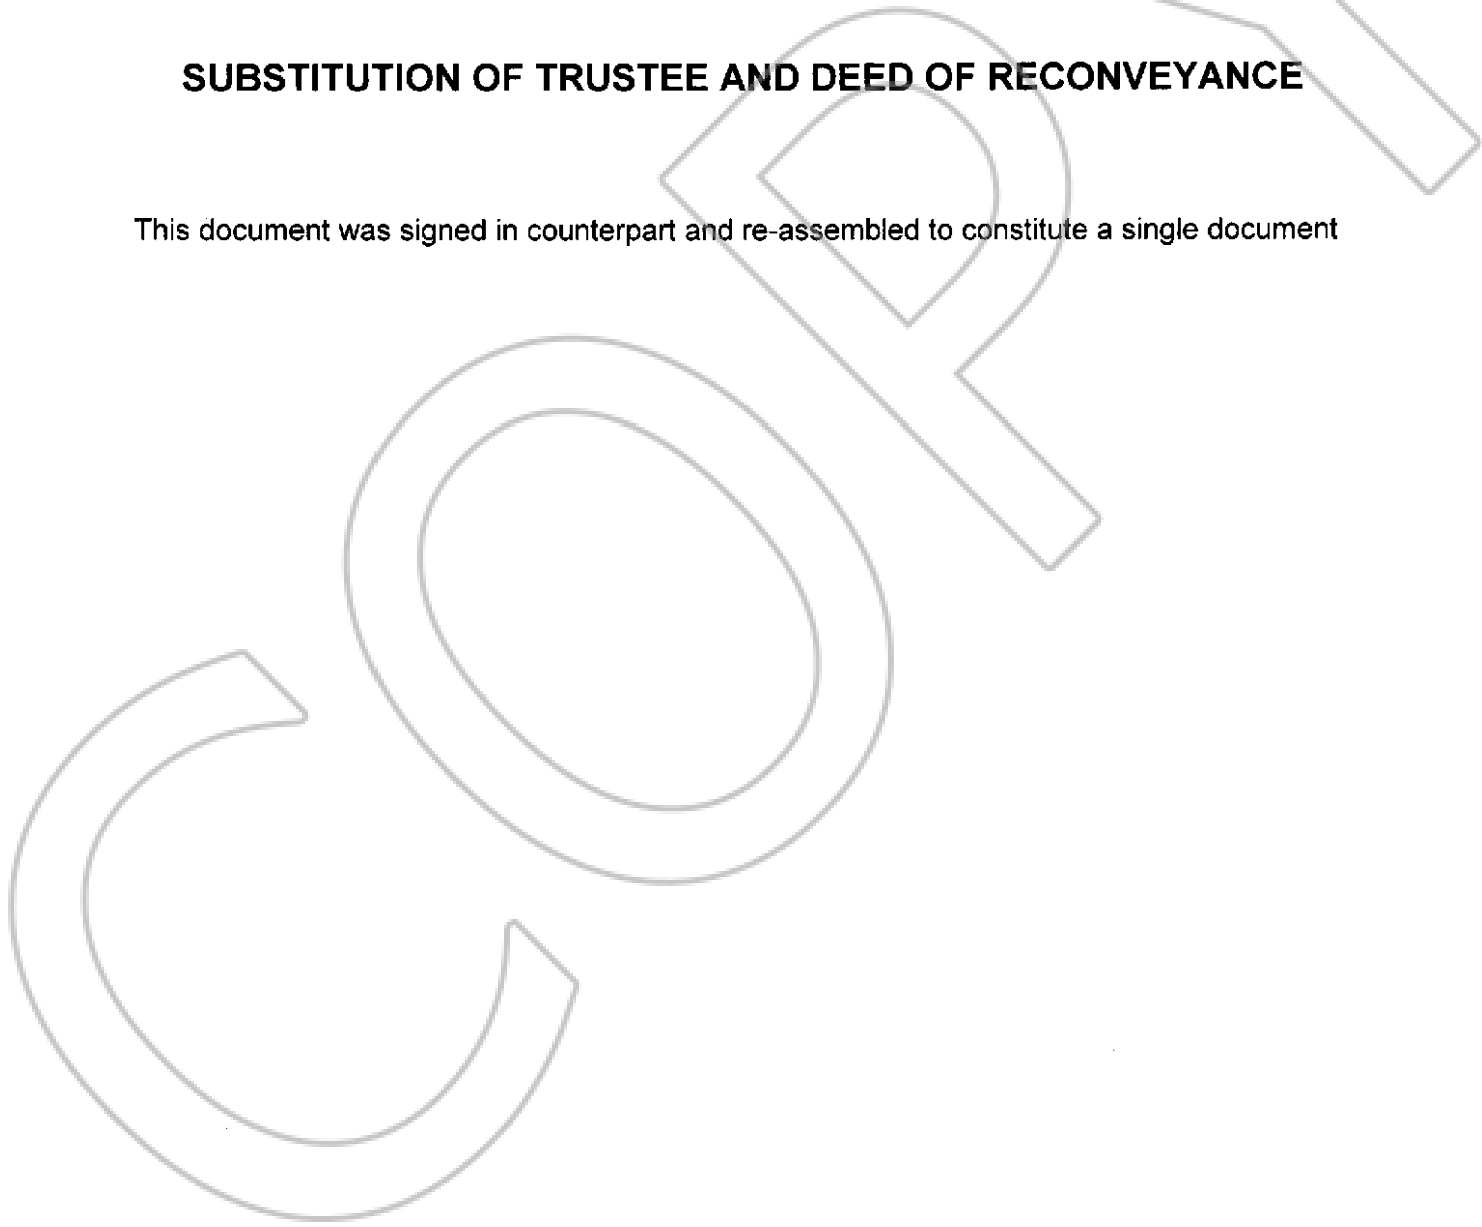 SUBSTITUTION OF TRUSTEE AND DEED OF RECONVEYANCE
This document was signed in counterpart and re-assembled to constitute a single document
COPY